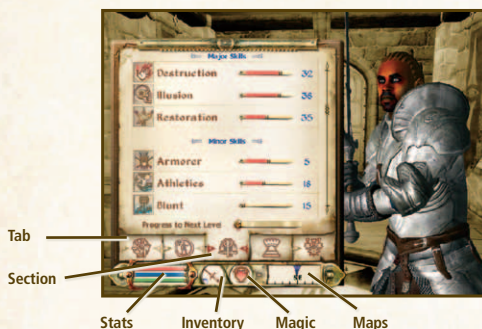 Major Skills
Destruction 32
Illusion 38
Restoration 35
Minor Skills
Armorer 5
Athletics 18
Blunt 15
Progress to Next Level
Tab
Section
Stats Inventory Magic Maps